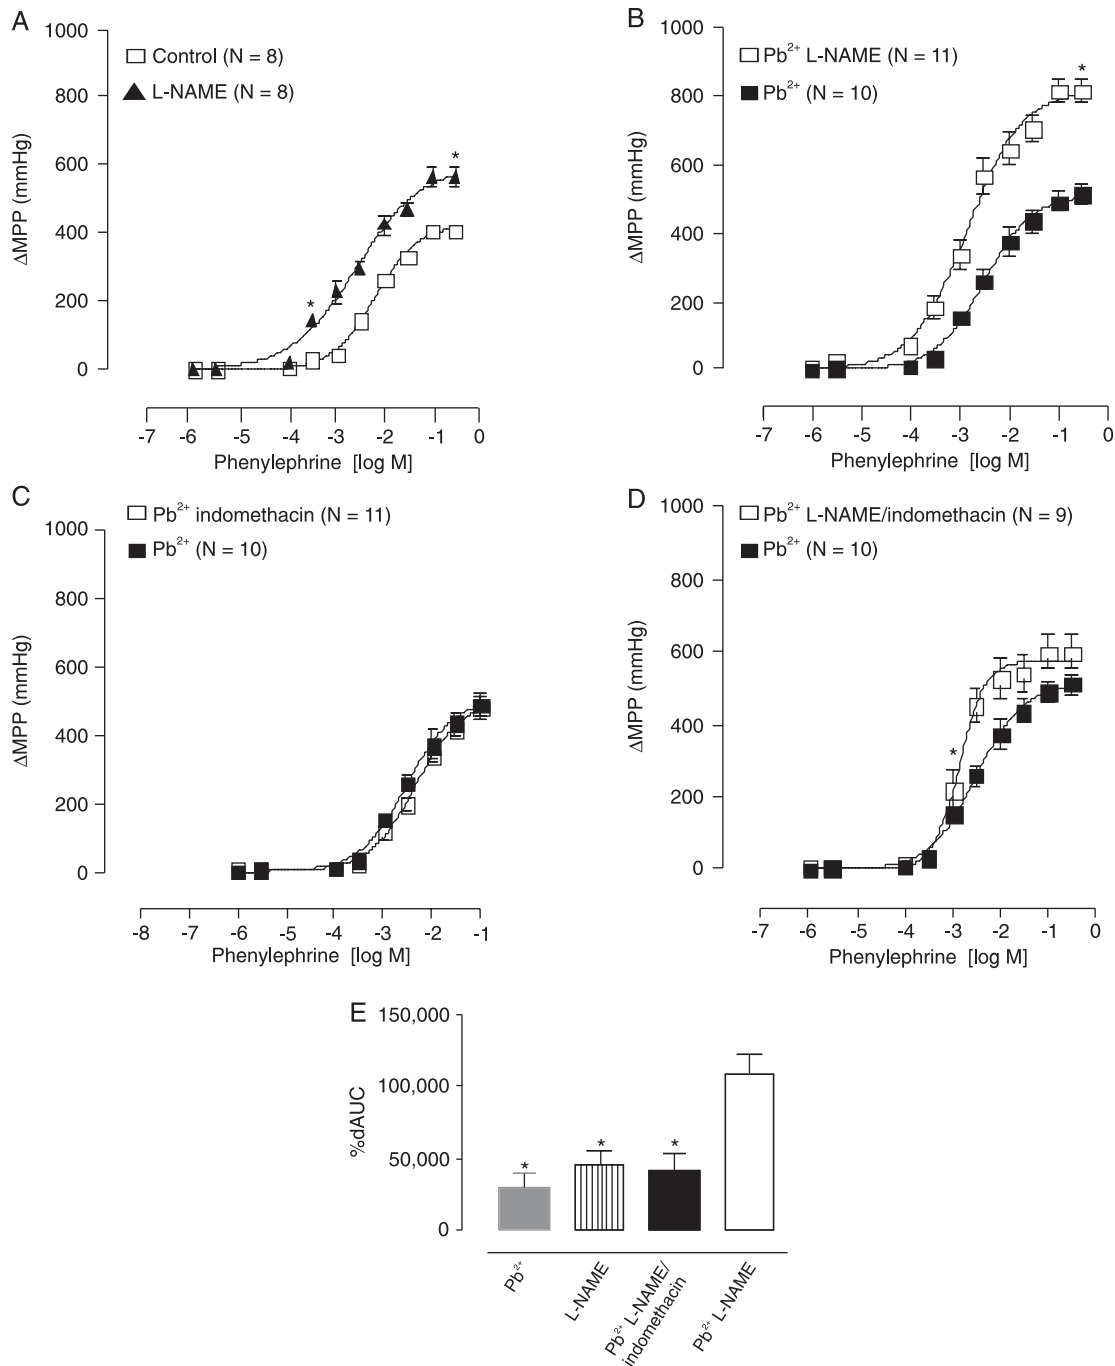 A
1000
800
600
400
200
0
ΔMPP (mmHg)
Control (N = 8)
L-NAME (N = 8)
*
*
-7 -6 -5 -4 -3 -2 -1 0
Phenylephrine [log M]
B
1000
800
600
400
200
0
ΔMPP (mmHg)
Pb²⁺ L-NAME (N = 11)
Pb²⁺ (N = 10)
*
-7 -6 -5 -4 -3 -2 -1 0
Phenylephrine [log M]
C
1000
800
600
400
200
0
ΔMPP (mmHg)
Pb²⁺ indomethacin (N = 11)
Pb²⁺ (N = 10)
-8 -7 -6 -5 -4 -3 -2 -1
Phenylephrine [log M]
D
1000
800
600
400
200
0
ΔMPP (mmHg)
Pb²⁺ L-NAME/indomethacin (N = 9)
Pb²⁺ (N = 10)
*
-7 -6 -5 -4 -3 -2 -1 0
Phenylephrine [log M]
E
150,000
100,000
50,000
0
%dAUC
* * *
Pb²⁺
L-NAME
Pb²⁺ L-NAME/
indomethacin
Pb²⁺ L-NAME